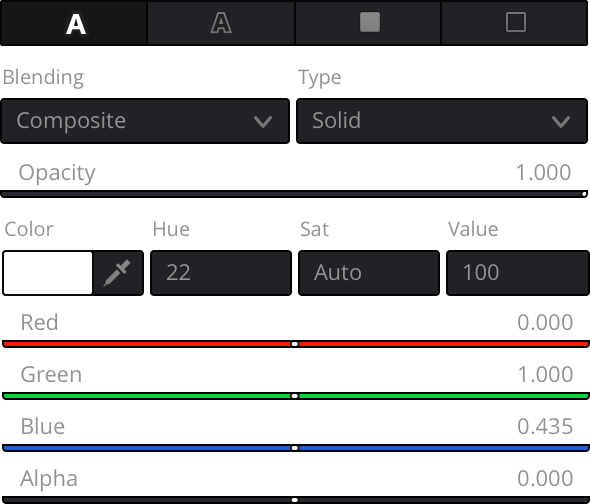 A A
Blending Type
Composite Solid
Opacity 1.000
Color Hue Sat Value
22 Auto 100
Red 0.000
Green 1.000
Blue 0.435
Alpha 0.000